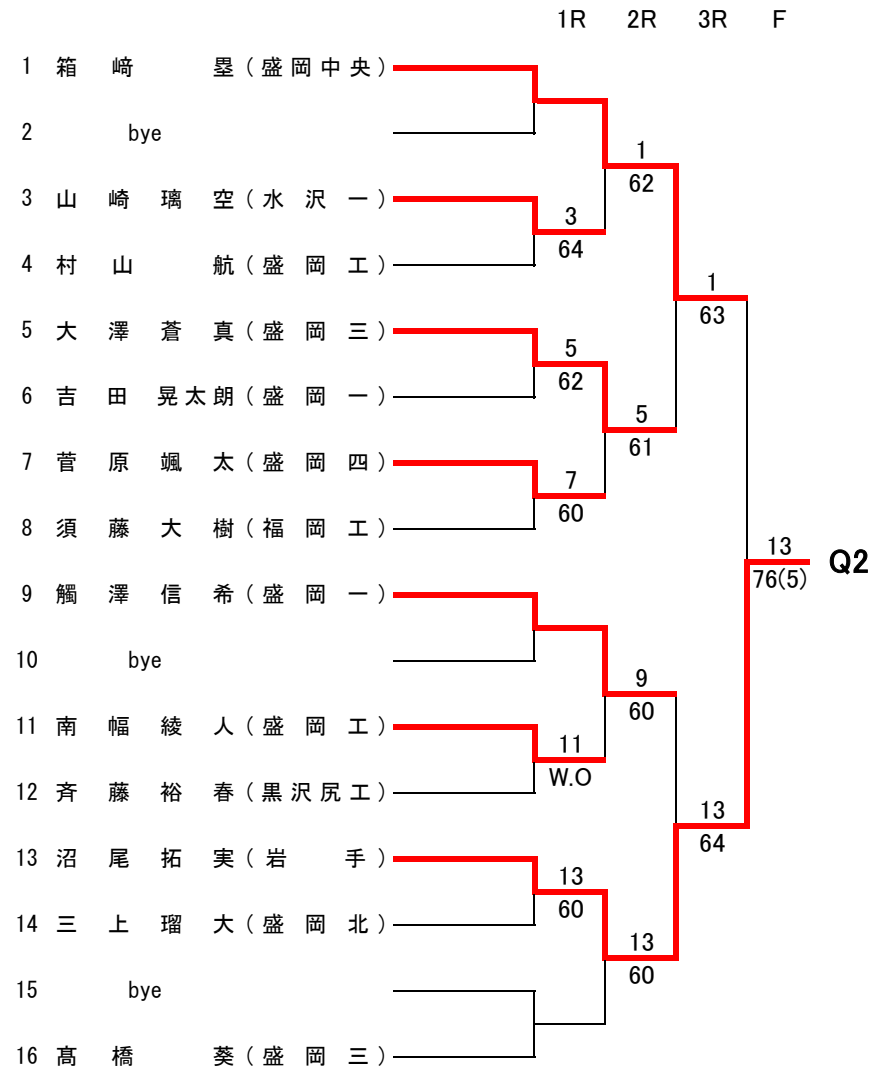 1R 2R 3R F
1 箱﨑 塁(盛岡中央)
2 bye
1
62
3 山崎璃空(水沢一)
3
64
4 村山 航(盛岡工)
1
63
5 大澤蒼真(盛岡三)
5
62
6 吉田晃太朗(盛岡一)
5
61
7 菅原颯太(盛岡四)
7
60
8 須藤大樹(福岡工)
13
76(5)
Q2
9 觸澤信希(盛岡一)
10 bye
9
60
11 南幅綾人(盛岡工)
11
W.O
12 斉藤裕春(黒沢尻工)
13
64
13 沼尾拓実(岩手)
13
60
14 三上瑠大(盛岡北)
13
60
15 bye
16 髙橋 葵(盛岡三)